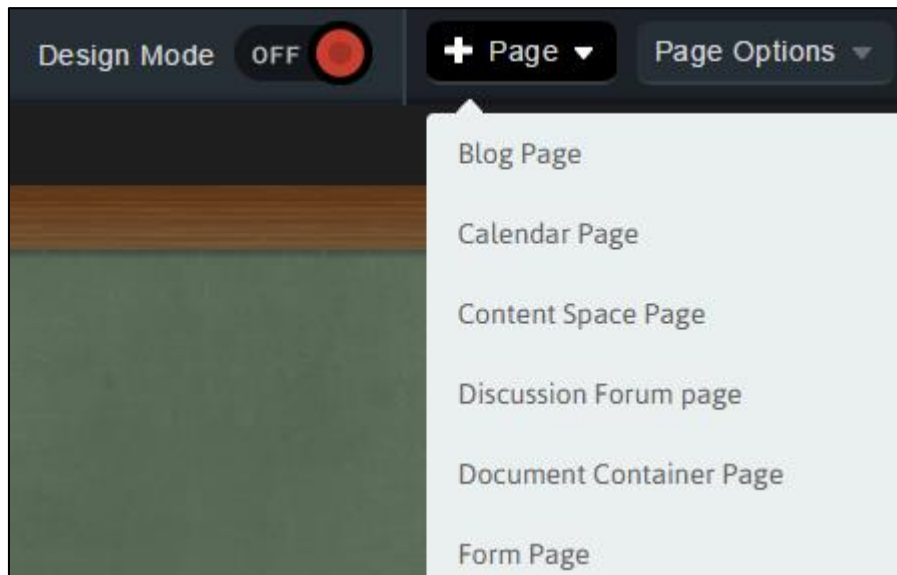 Design Mode OFF + Page Page Options
Blog Page
Calendar Page
Content Space Page
Discussion Forum page
Document Container Page
Form Page